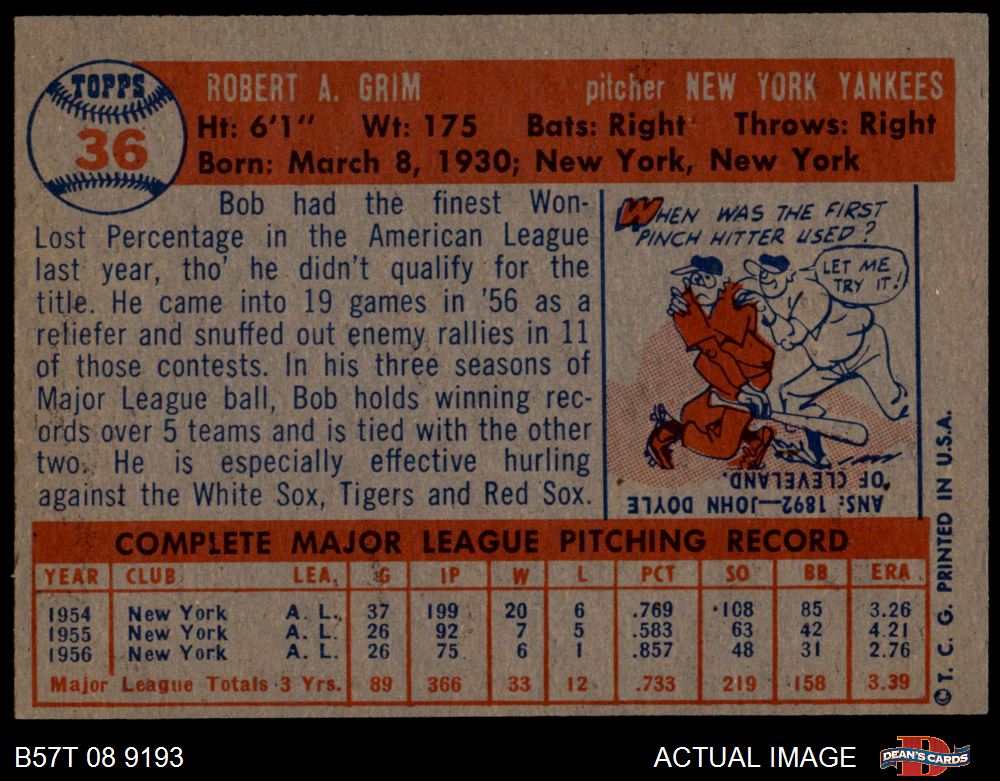 TOPPS
36
ROBERT A. GRIM pitcher NEW YORK YANKEES
Ht: 6'1" Wt: 175 Bats: Right Throws: Right
Born: March 8, 1930; New York, New York
Bob had the finest Won-
Lost Percentage in the American League
last year, tho' he didn't qualify for the
title. He came into 19 games in '56 as a
reliefer and snuffed out enemy rallies in 11
of those contests. In his three seasons of
Major League ball, Bob holds winning rec-
ords over 5 teams and is tied with the other
two. He is especially effective hurling
against the White Sox, Tigers and Red Sox.
WHEN WAS THE FIRST
PINCH HITTER USED?
LET ME
TRY IT!
ANS: 1892—JOHN DOYLE
OF CLEVELAND.
COMPLETE MAJOR LEAGUE PITCHING RECORD
YEAR CLUB LEA. G IP W L PCT SO BB ERA
1954 New York A. L. 37 199 20 6 .769 108 85 3.26
1955 New York A. L. 26 92 7 5 .583 63 42 4.21
1956 New York A. L. 26 75 6 1 .857 48 31 2.76
Major League Totals 3 Yrs. 89 366 33 12 .733 219 158 3.39
© T. C. G. PRINTED IN U.S.A.
B57T 08 9193 ACTUAL IMAGE
DEAN'S CARDS